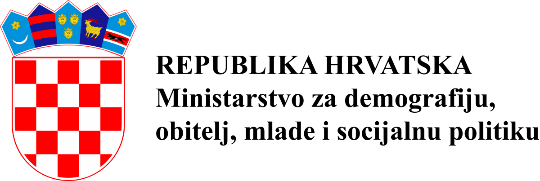 REPUBLIKA HRVATSKA
Ministarstvo za demografiju,
obitelj, mlade i socijalnu politiku